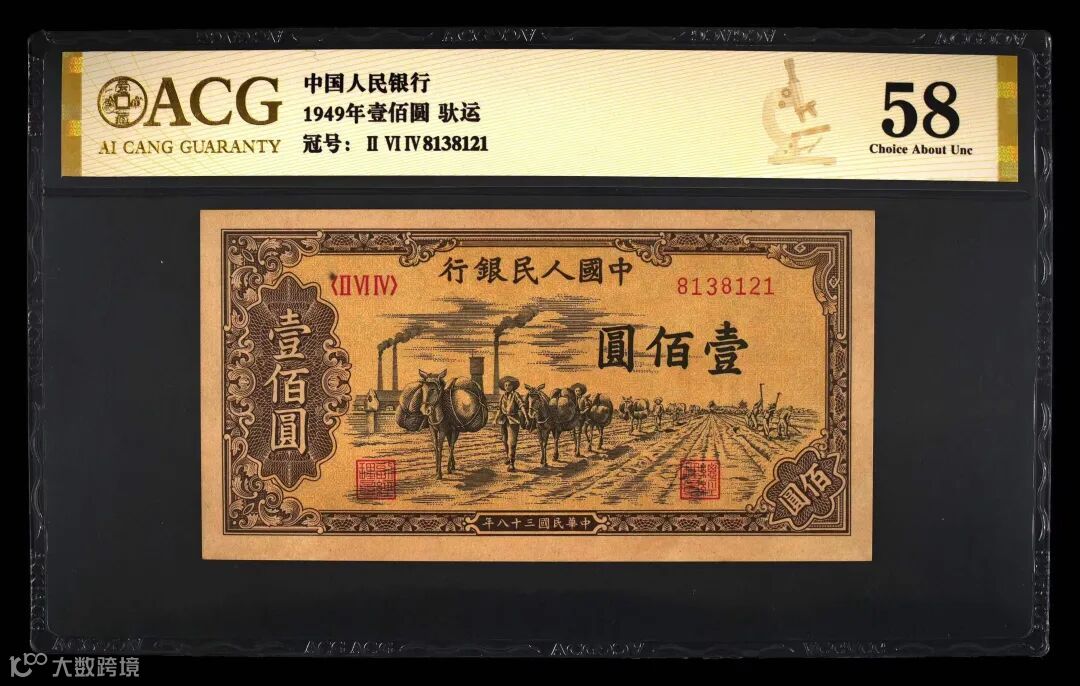 ACG
AI CANG GUARANTY
中国人民银行
1949年壹佰圆 驮运
冠号： Ⅱ Ⅵ Ⅳ 8138121
58
Choice About Unc
行銀民人國中
〈Ⅱ Ⅵ Ⅳ〉
8138121
圓佰壹
壹佰圓
圓佰
年八十三國民華中
大数跨境